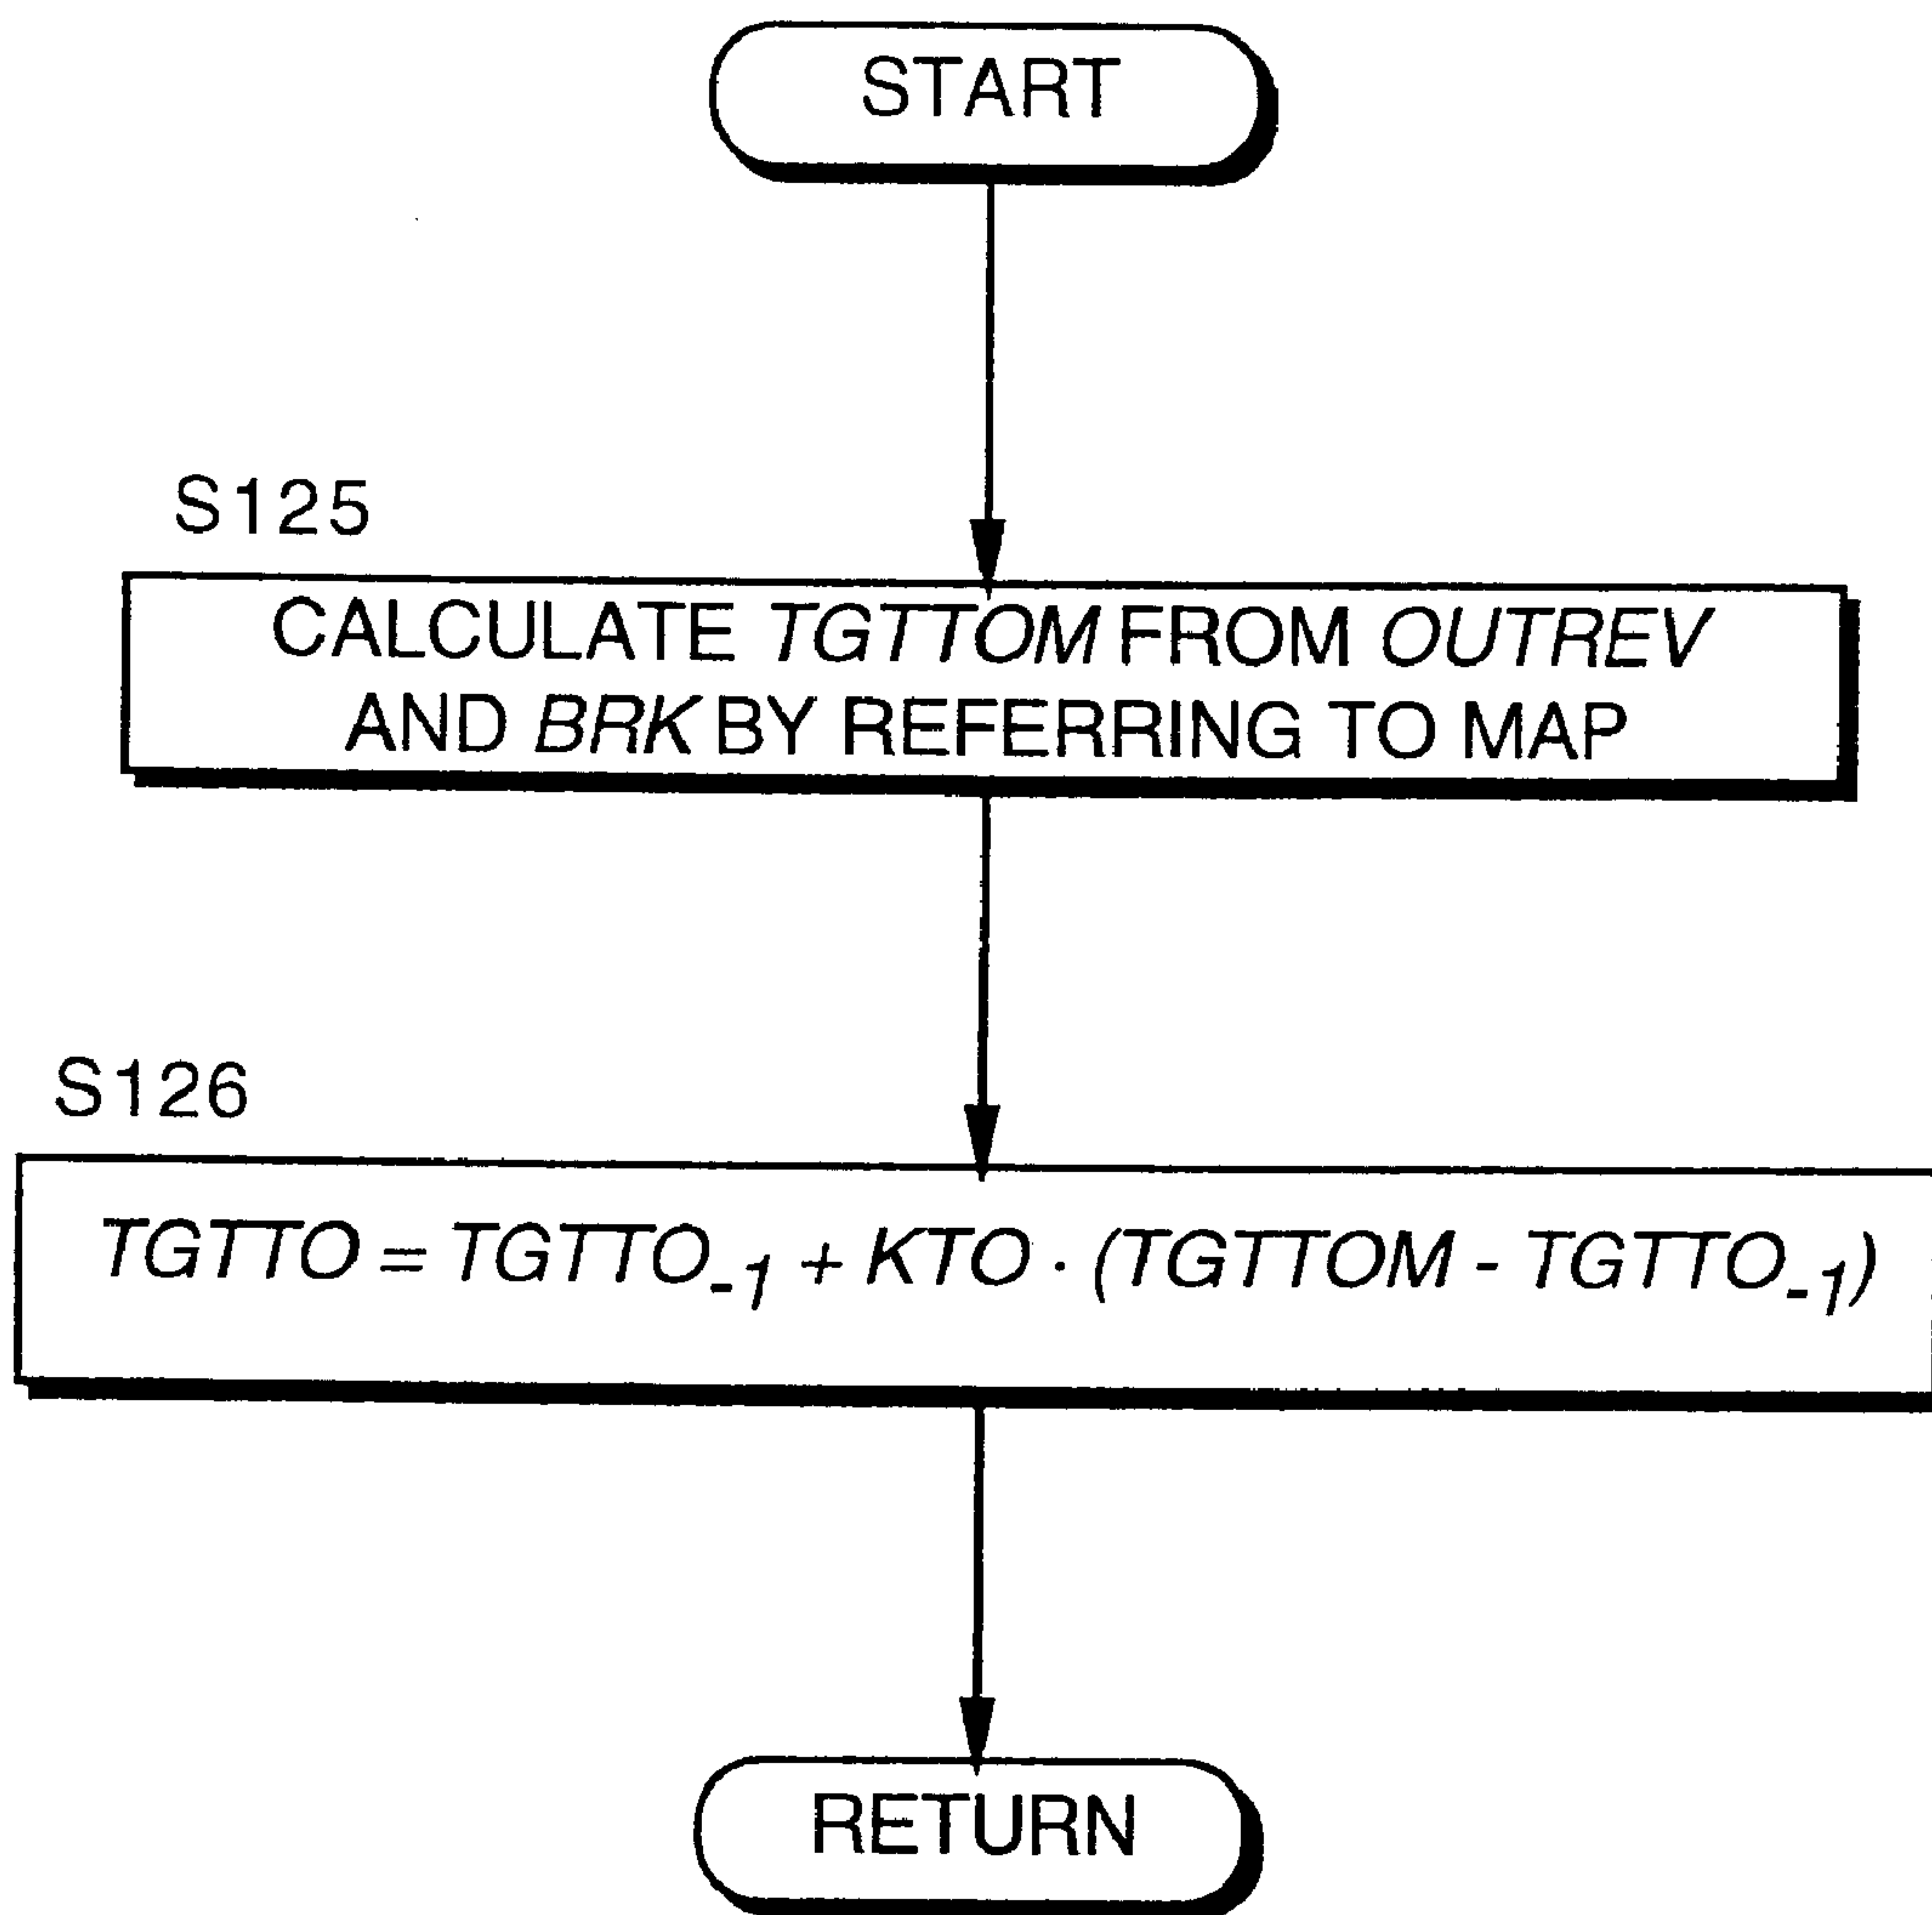 START
S125
CALCULATE TGTTOM FROM OUTREV
AND BRK BY REFERRING TO MAP
S126
TGTTO = TGTTO₋₁ + KTO · (TGTTOM - TGTTO₋₁)
RETURN